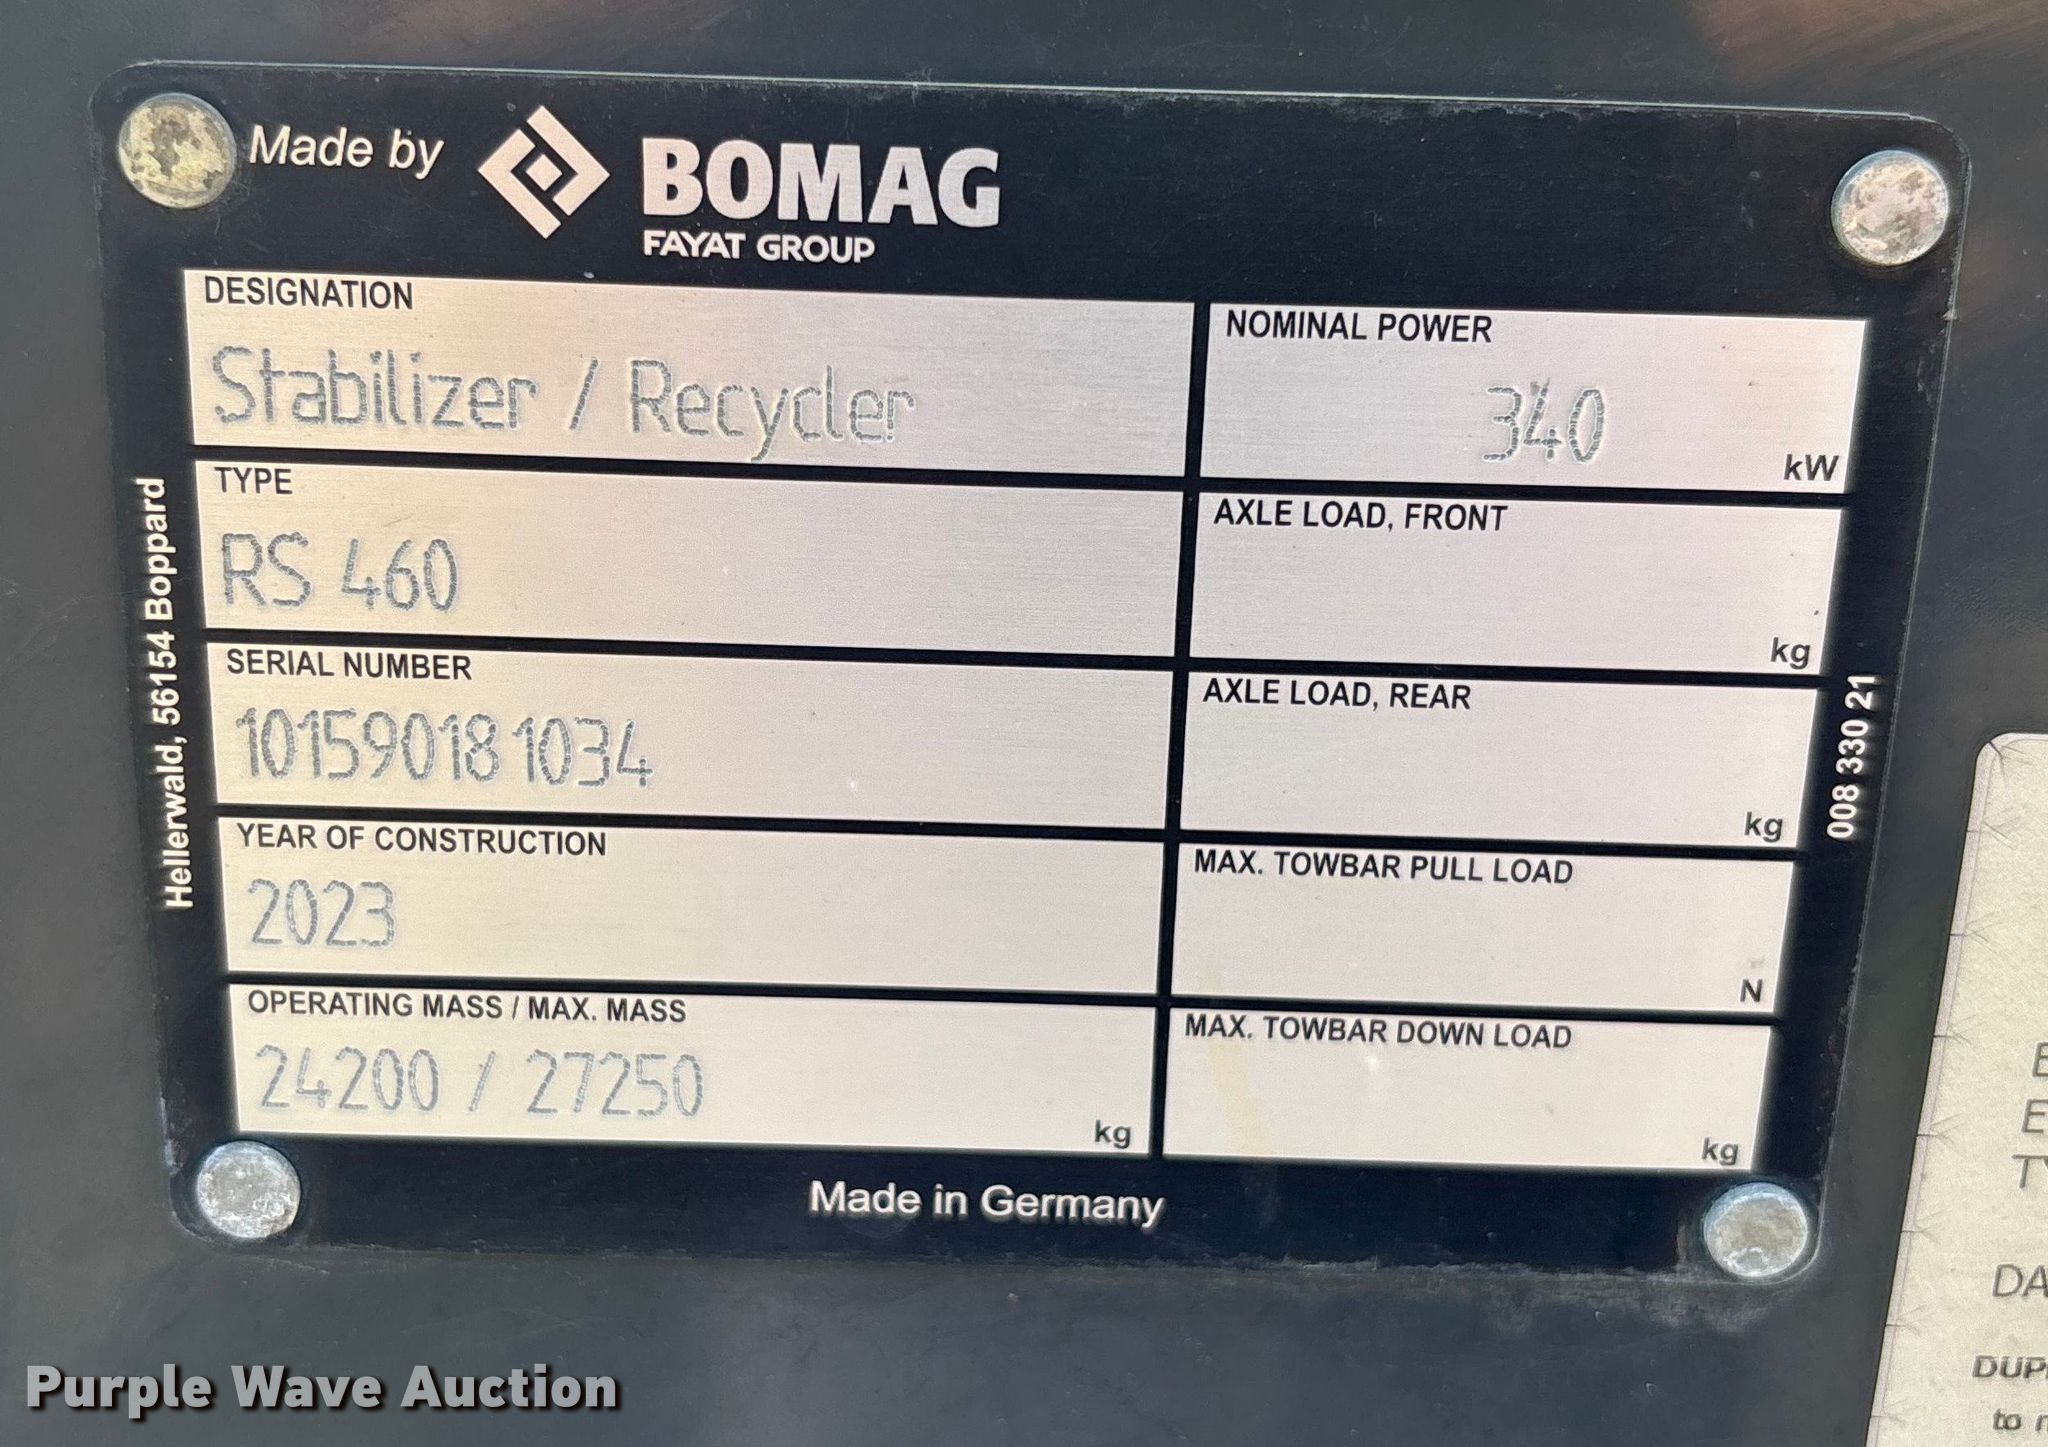 Made by BOMAG
FAYAT GROUP
DESIGNATION
Stabilizer / Recycler
NOMINAL POWER
340
kW
TYPE
RS 460
AXLE LOAD, FRONT
kg
SERIAL NUMBER
101590181034
AXLE LOAD, REAR
kg
YEAR OF CONSTRUCTION
2023
MAX. TOWBAR PULL LOAD
N
OPERATING MASS / MAX. MASS
24200 / 27250
kg
MAX. TOWBAR DOWN LOAD
kg
Made in Germany
Hellerwald, 56154 Boppard
008 330 21
to
Purple Wave Auction